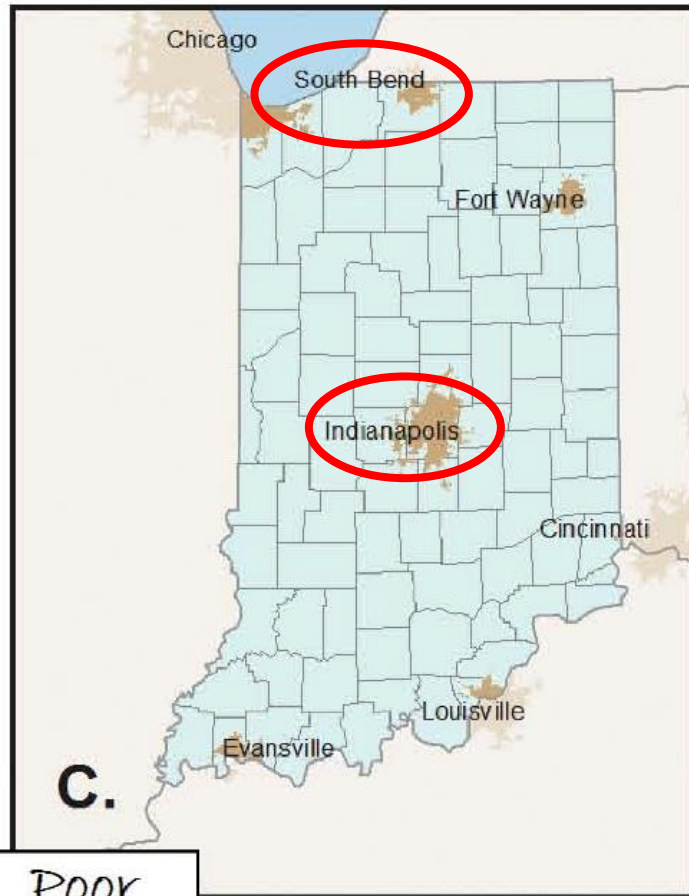 Chicago
South Bend
Fort Wayne
Indianapolis
Cincinnati
Louisville
Evansville
C.
Poor